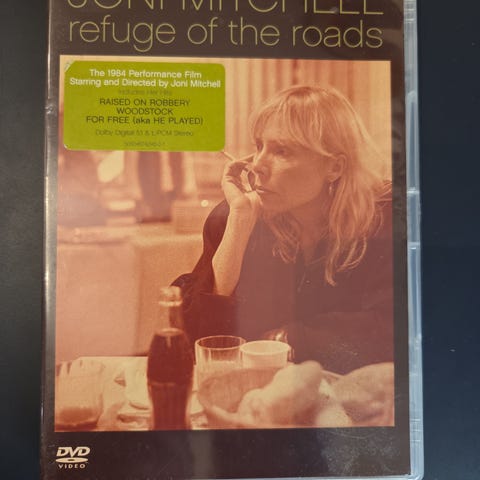 JONI MITCHELL
refuge of the roads
The 1984 Performance Film
Starring and Directed by Joni Mitchell
Includes Her Hits
RAISED ON ROBBERY
WOODSTOCK
FOR FREE (aka HE PLAYED)
Dolby Digital 5.1 & LPCM Stereo
DVD
VIDEO